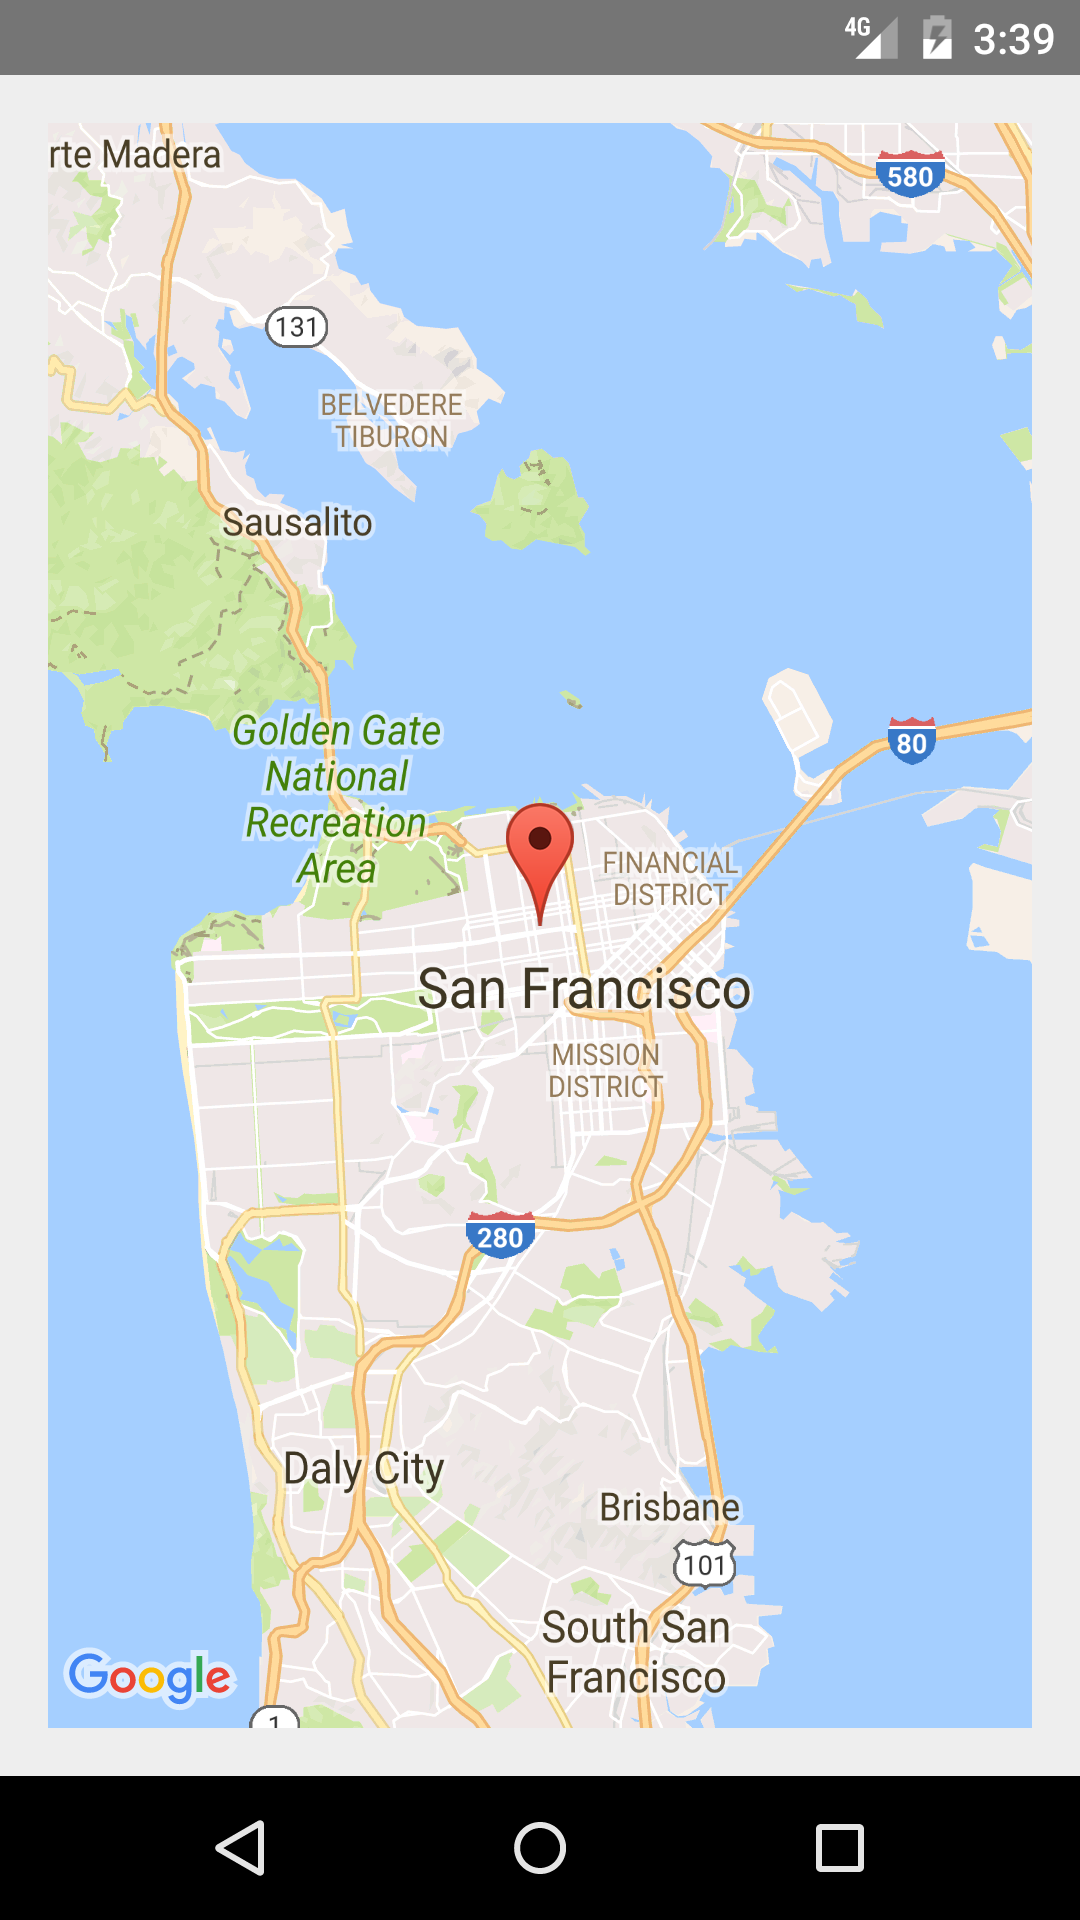 4G 3:39
rte Madera
580
131
BELVEDERE
TIBURON
Sausalito
Golden Gate
National
Recreation
Area
80
FINANCIAL
DISTRICT
San Francisco
MISSION
DISTRICT
280
Daly City
Brisbane
101
South San
Francisco
Google
1